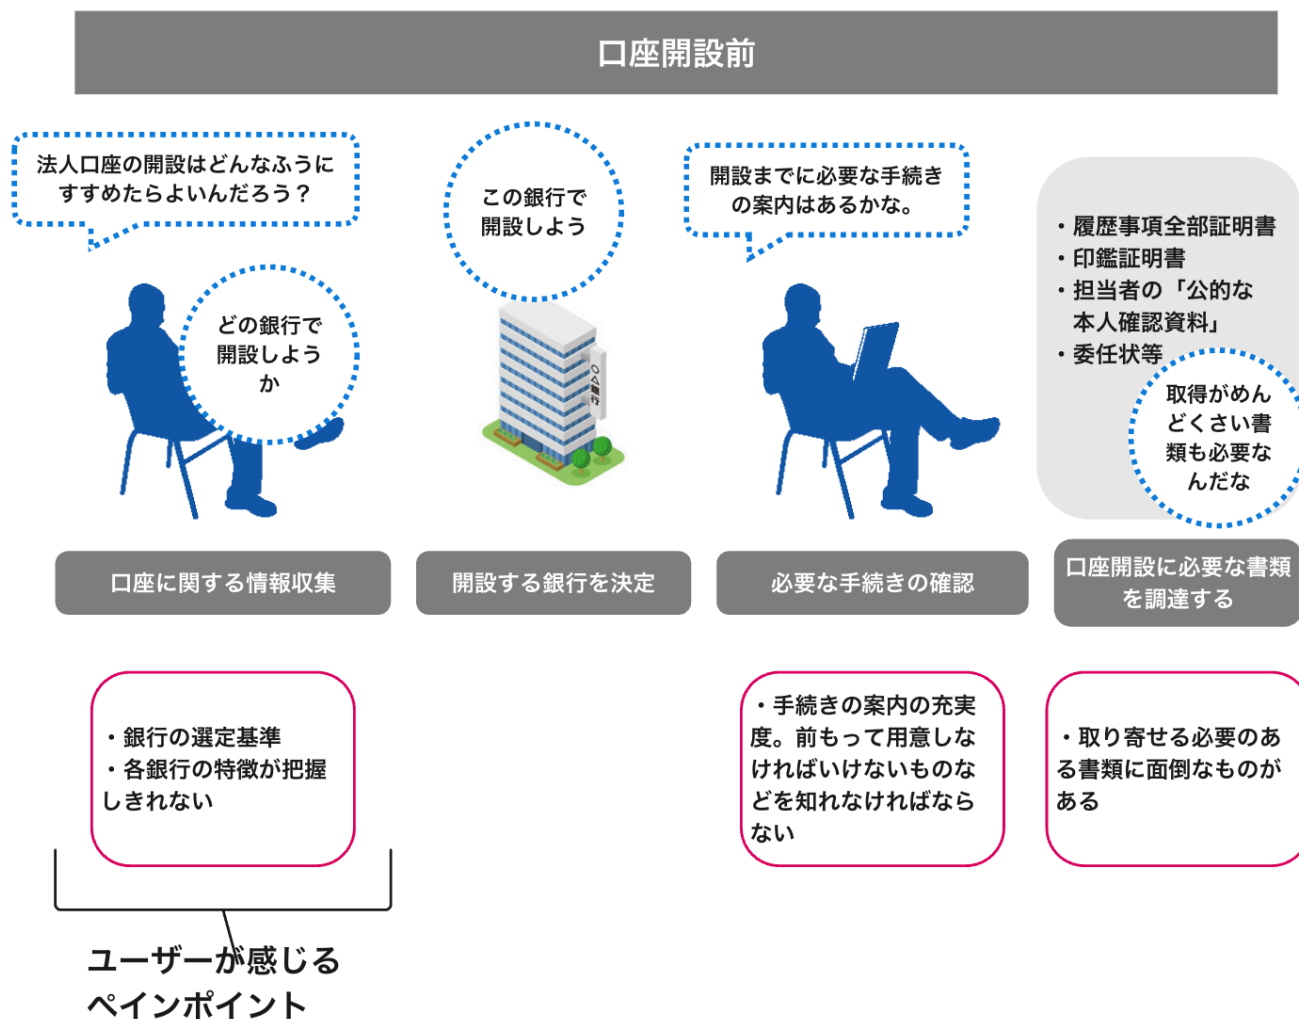 口座開設前
法人口座の開設はどんなふうに
すすめたらよいんだろう？
どの銀行で
開設しよう
か
この銀行で
開設しよう
○△銀行
開設までに必要な手続き
の案内はあるかな。
・履歴事項全部証明書
・印鑑証明書
・担当者の「公的な
本人確認資料」
・委任状等
取得がめん
どくさい書
類も必要な
んだな
口座に関する情報収集
開設する銀行を決定
必要な手続きの確認
口座開設に必要な書類
を調達する
・銀行の選定基準
・各銀行の特徴が把握
しきれない
・手続きの案内の充実
度。前もって用意しな
ければいけないものな
どを知れなければなら
ない
・取り寄せる必要のあ
る書類に面倒なものが
ある
ユーザーが感じる
ペインポイント